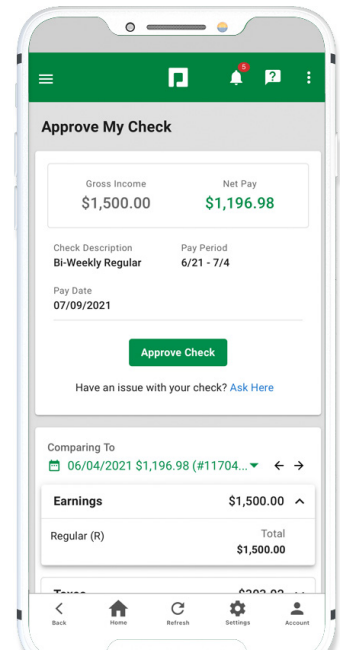 5
?
Approve My Check
Gross Income
Net Pay
$1,500.00
$1,196.98
Check Description
Pay Period
Bi-Weekly Regular
6/21 - 7/4
Pay Date
07/09/2021
Approve Check
Have an issue with your check? Ask Here
Comparing To
06/04/2021 $1,196.98 (#11704...
Earnings
$1,500.00
Regular (R)
Total
$1,500.00
Back
Home
Refresh
Settings
Account